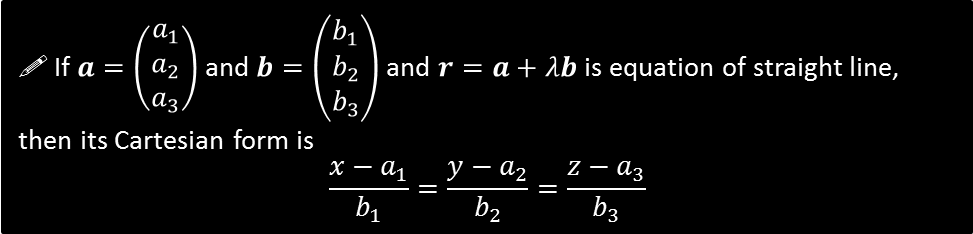 ✏ If a = (a₁ a₂ a₃) and b = (b₁ b₂ b₃) and r = a + λb is equation of straight line,
then its Cartesian form is
(x − a₁)/b₁ = (y − a₂)/b₂ = (z − a₃)/b₃